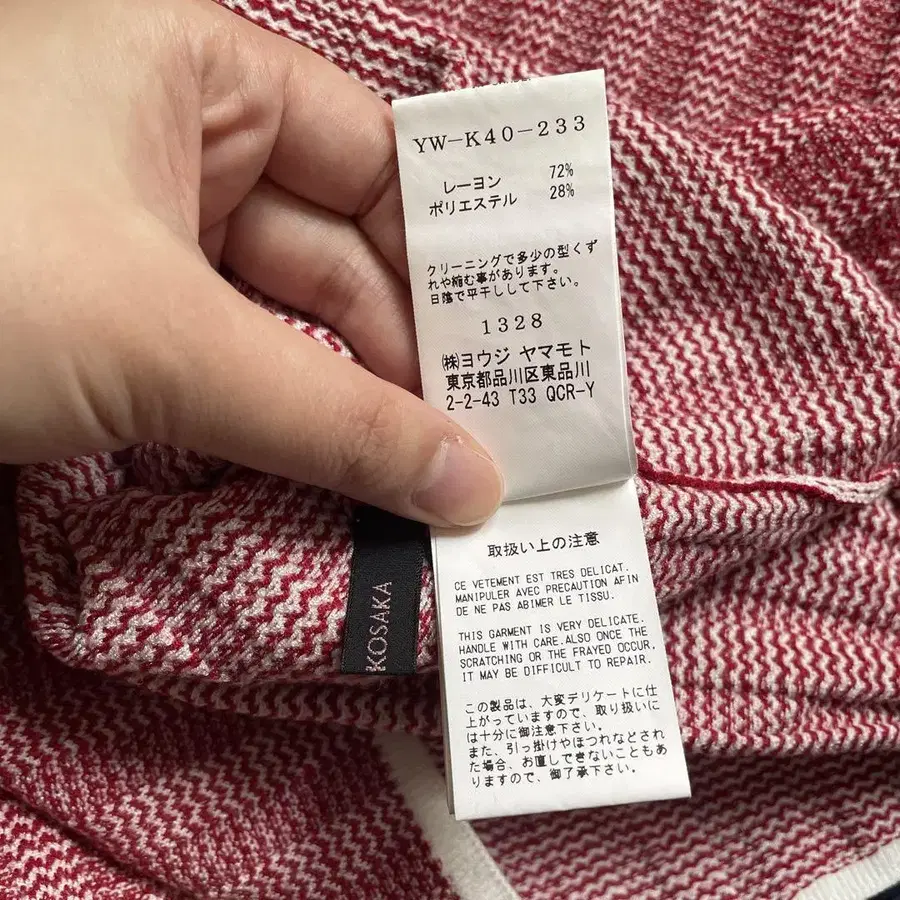 YW-K40-233
レーヨン 72%
ポリエステル 28%
クリーニングで多少の型くず
れや縮む事があります。
日陰で平干しして下さい。
1328
㈱ヨウジ ヤマモト
東京都品川区東品川
2-2-43 T33 QCR-Y
取扱い上の注意
CE VETEMENT EST TRES DELICAT.
MANIPULER AVEC PRECAUTION AFIN
DE NE PAS ABIMER LE TISSU.
THIS GARMENT IS VERY DELICATE.
HANDLE WITH CARE.ALSO ONCE THE
SCRATCHING OR THE FRAYED OCCUR,
IT MAY BE DIFFICULT TO REPAIR.
この製品は、大変デリケートに仕
上がっていますので、取り扱いに
は十分に御注意下さい。
また、引っ掛けやほつれなどされ
た場合、お直しできないこともあ
りますので、御了承下さい。
KOSAKA